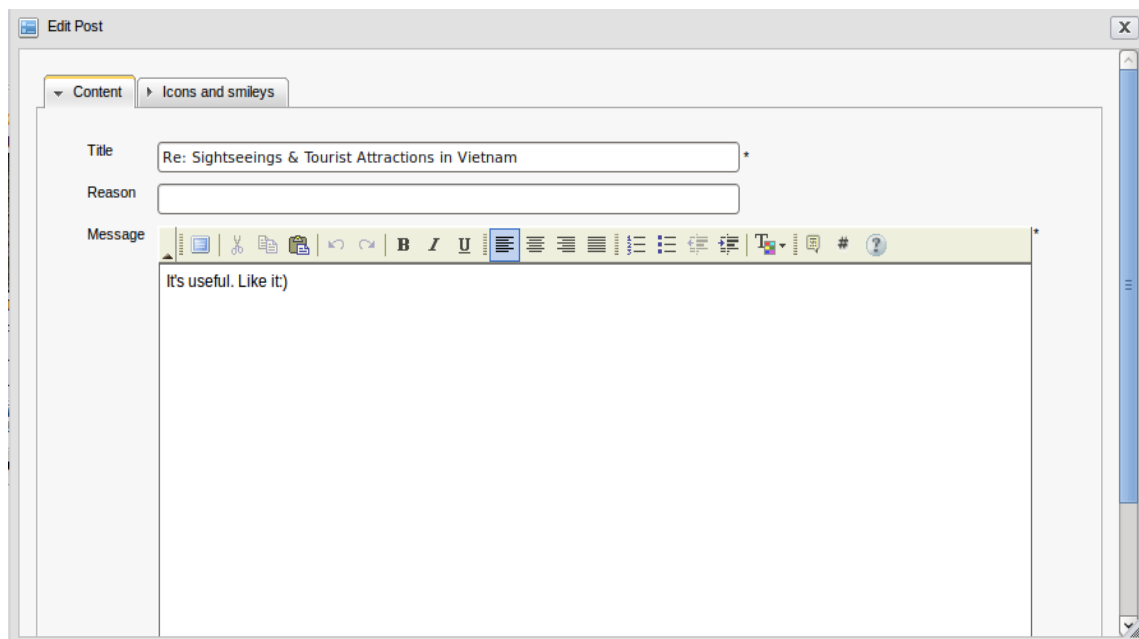 Edit Post
X
Content Icons and smileys
Title Re: Sightseeings & Tourist Attractions in Vietnam *
Reason
Message B I U T # ? *
It's useful. Like it:)